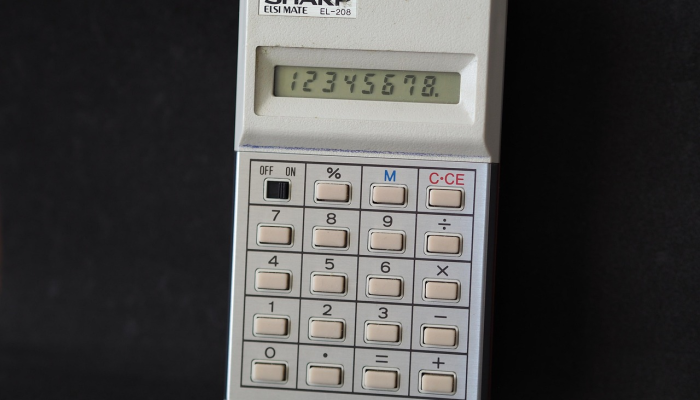 SHARP
ELSI MATE EL-208
12345678.
OFF ON % M C·CE
7 8 9 ÷
4 5 6 ×
1 2 3 −
0 · = +